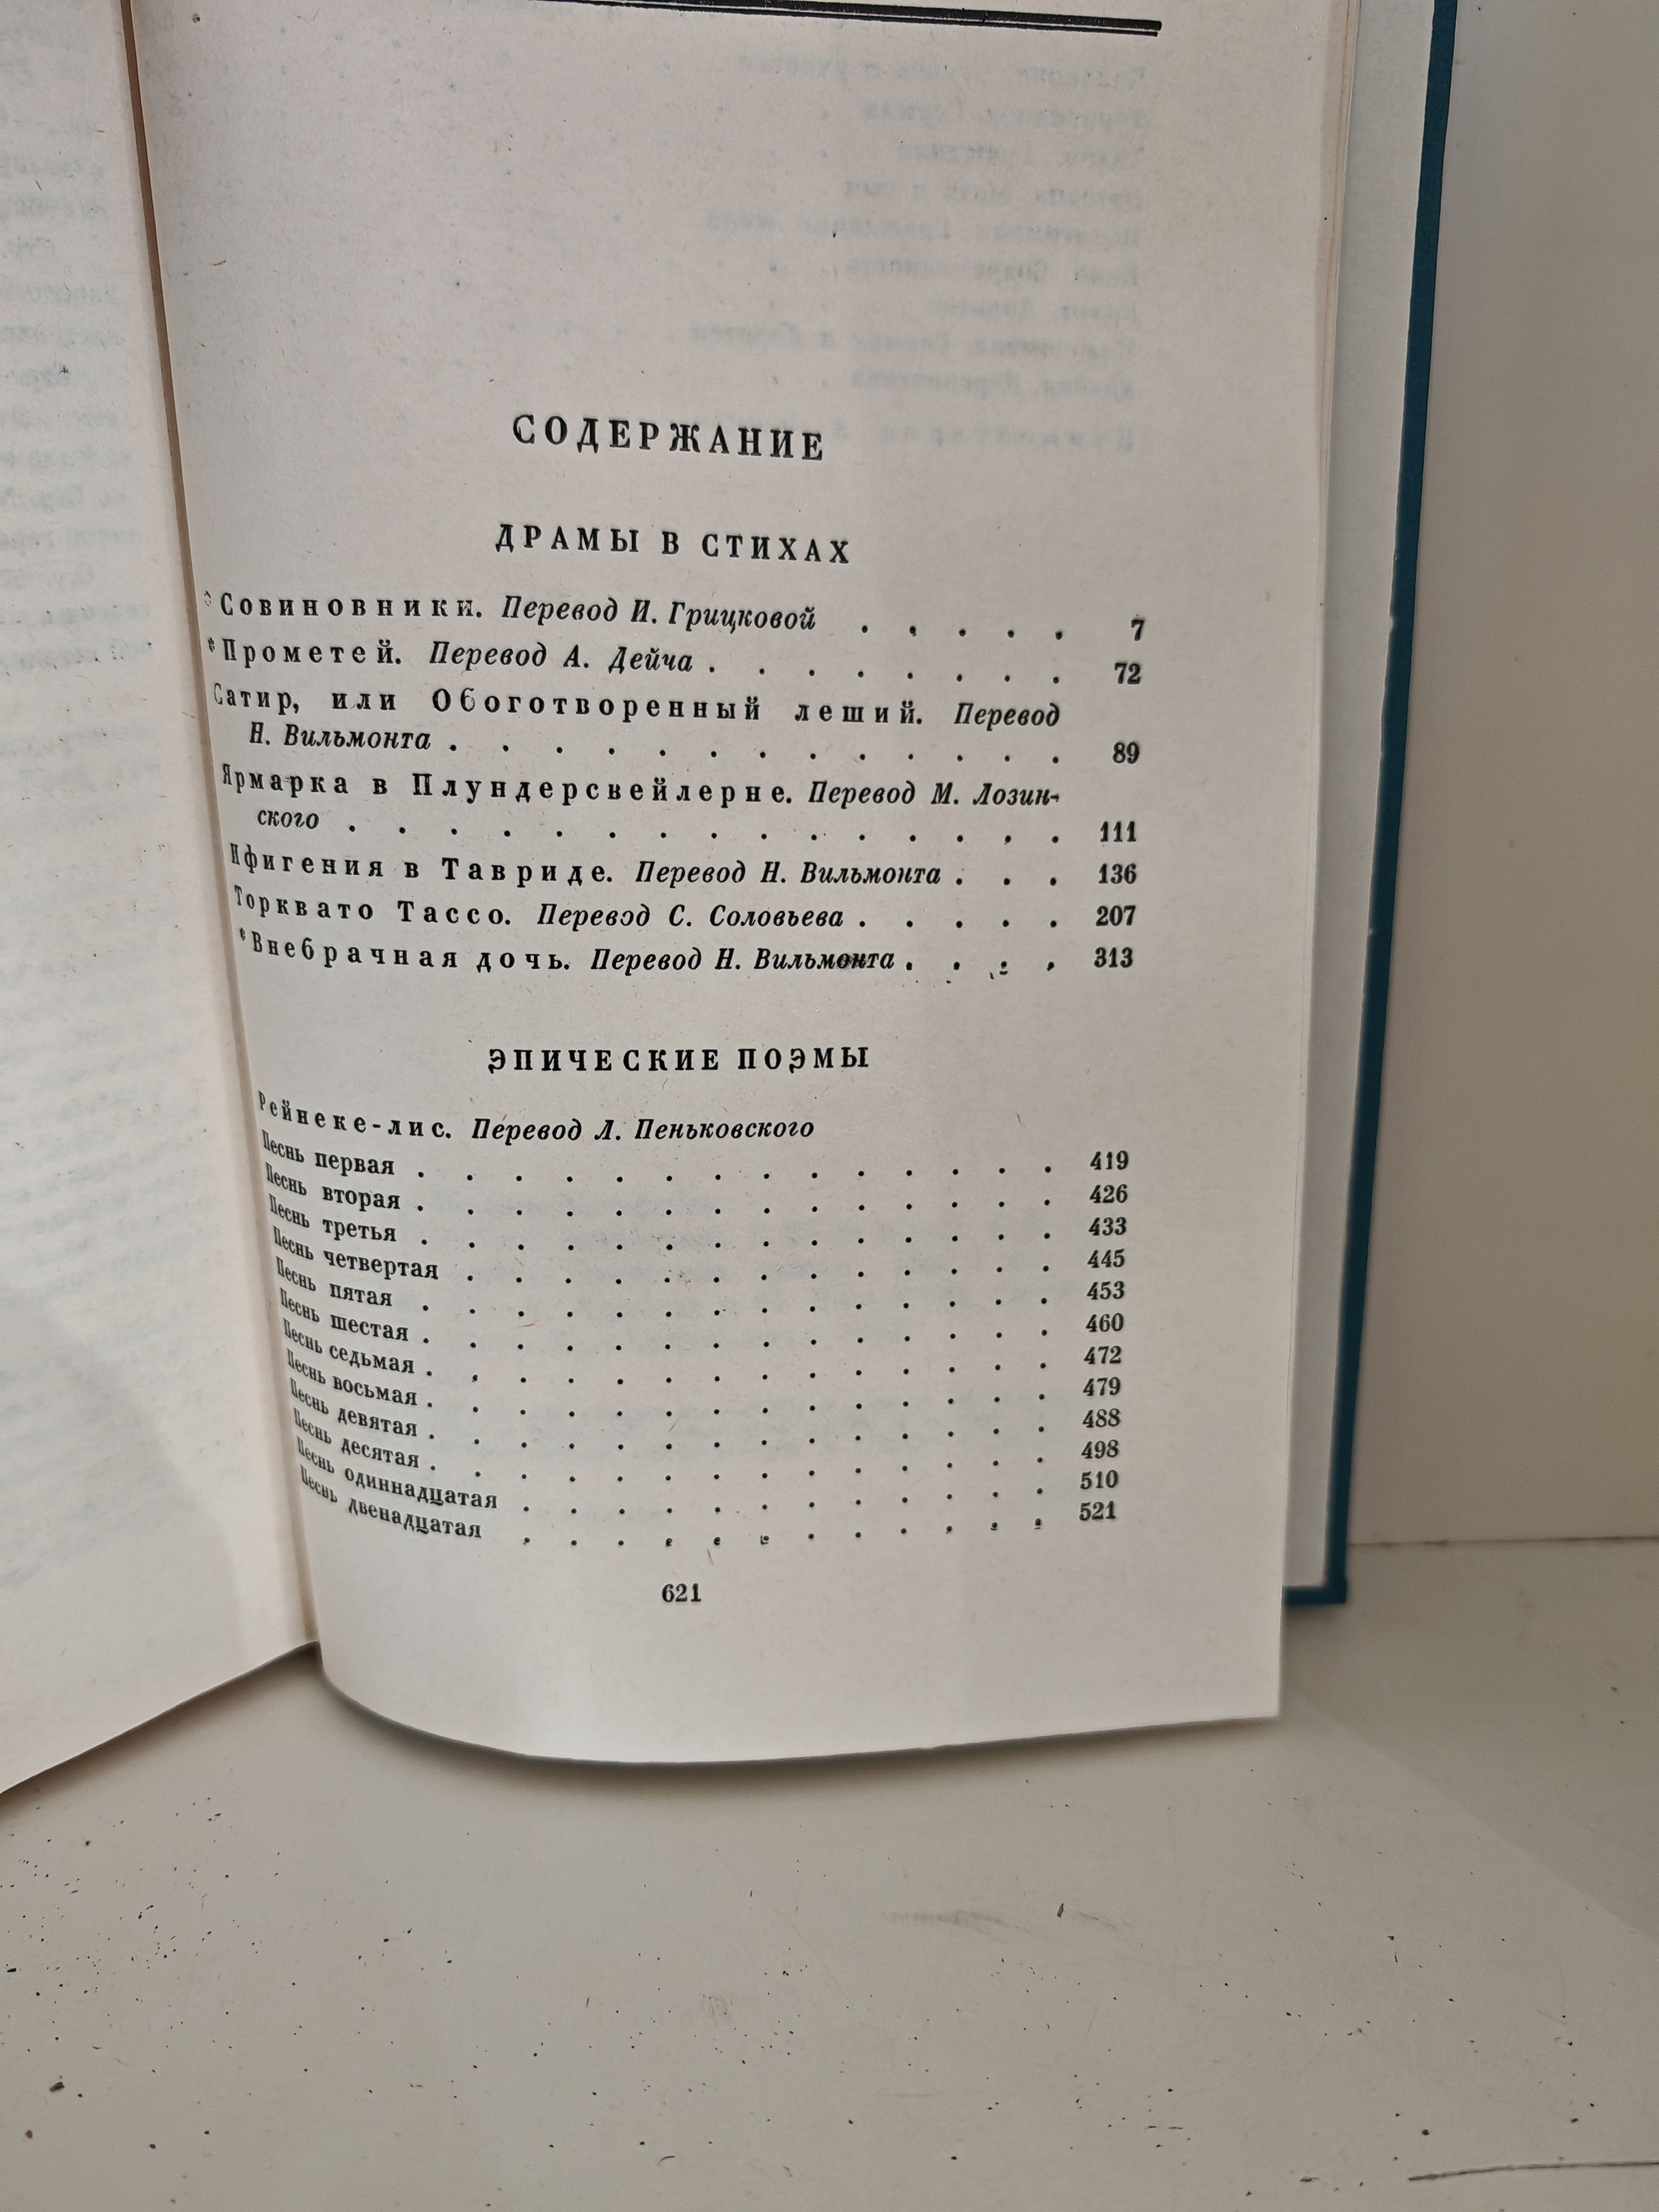 СОДЕРЖАНИЕ
ДРАМЫ В СТИХАХ
*Совиновники. Перевод И. Грицковой . . . . . 7
*Прометей. Перевод А. Дейча . . . . . . . . 72
Сатир, или Обоготворенный леший. Перевод
Н. Вильмонта . . . . . . . . . . . . . 89
Ярмарка в Плундерсвейлерне. Перевод М. Лозин-
ского . . . . . . . . . . . . . . . 111
Ифигения в Тавриде. Перевод Н. Вильмонта . . . 136
Торквато Тассо. Перевод С. Соловьева . . . . . 207
*Внебрачная дочь. Перевод Н. Вильмонта . . . . 313
ЭПИЧЕСКИЕ ПОЭМЫ
Рейнеке-лис. Перевод Л. Пеньковского
Песнь первая . . . . . . . . . . . . . . 419
Песнь вторая . . . . . . . . . . . . . . 426
Песнь третья . . . . . . . . . . . . . . 433
Песнь четвертая . . . . . . . . . . . . . 445
Песнь пятая . . . . . . . . . . . . . . 453
Песнь шестая . . . . . . . . . . . . . . 460
Песнь седьмая . . . . . . . . . . . . . . 472
Песнь восьмая . . . . . . . . . . . . . . 479
Песнь девятая . . . . . . . . . . . . . . 488
Песнь десятая . . . . . . . . . . . . . . 498
Песнь одиннадцатая . . . . . . . . . . . . 510
Песнь двенадцатая . . . . . . . . . . . . 521
621